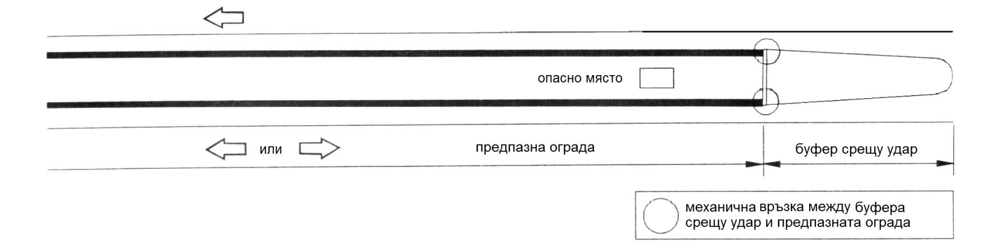 опасно място
или
предпазна ограда
буфер срещу удар
механична връзка между буфера
срещу удар и предпазната ограда